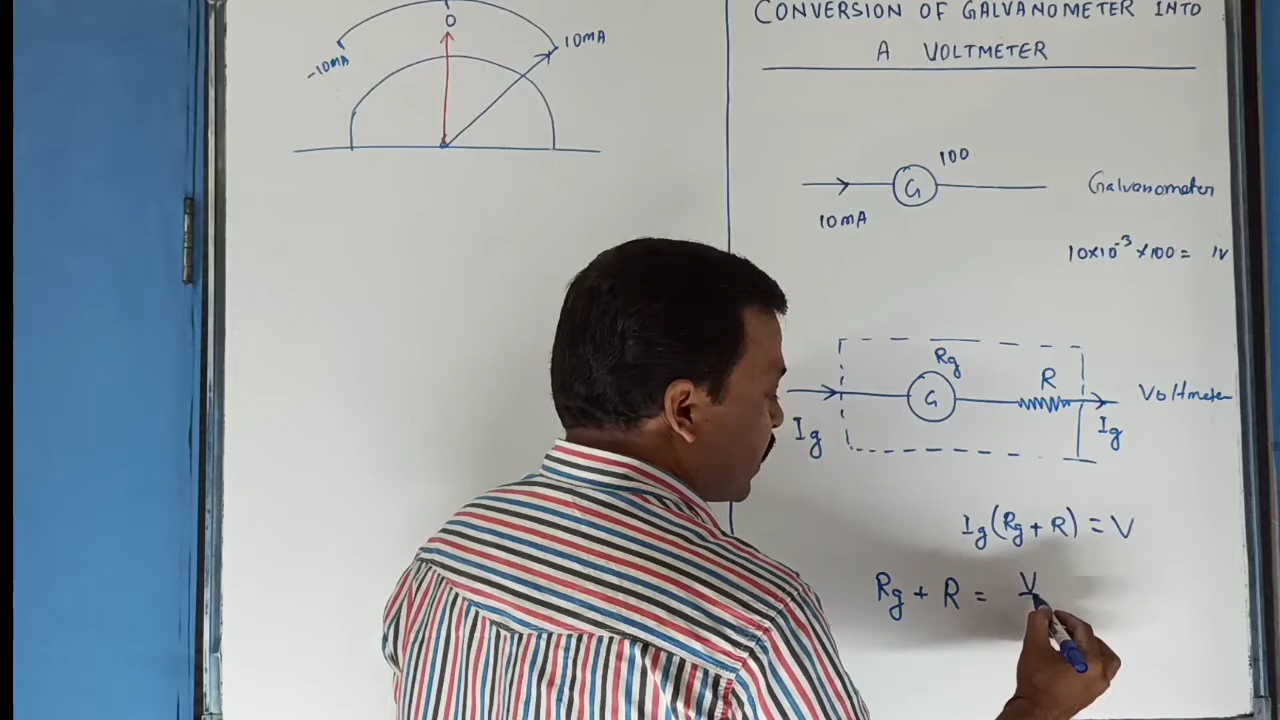 0
-10mA
10mA
CONVERSION OF GALVANOMETER INTO
A VOLTMETER
100
G
Galvanometer
10mA
10×10⁻³×100 = 1V
Rg
R
G
Voltmeter
Ig
Ig
Ig(Rg+R) = V
Rg + R = V